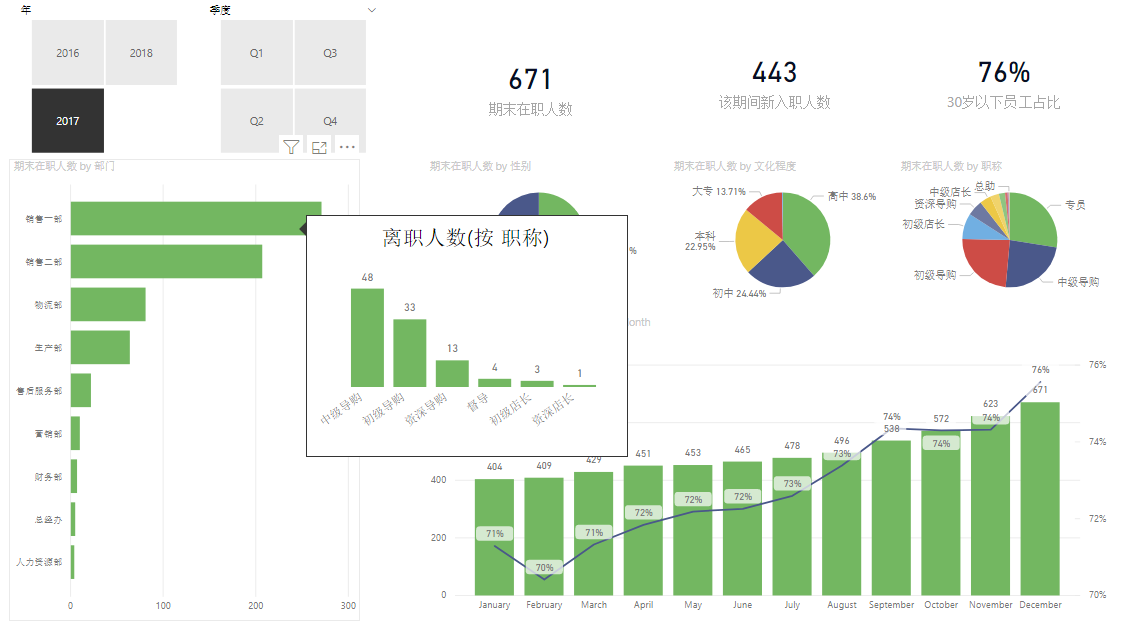 年
季度
2016
2018
2017
Q1
Q3
Q2
Q4
671
期末在职人数
443
该期间新入职人数
76%
30岁以下员工占比
期末在职人数 by 部门
销售一部
销售二部
物流部
生产部
售后服务部
营销部
财务部
总经办
人力资源部
0
100
200
300
期末在职人数 by 性别
%
离职人数(按 职称)
48
33
13
4
3
1
中级导购
初级导购
资深导购
督导
初级店长
资深店长
期末在职人数 by 文化程度
大专 13.71%
高中 38.6%
本科
22.95%
初中 24.44%
期末在职人数 by 职称
总助
中级店长
资深导购
初级店长
初级导购
专员
中级导购
onth
400
200
0
404
409
429
451
453
465
478
496
538
572
623
671
71%
70%
71%
72%
72%
72%
73%
73%
74%
74%
74%
76%
76%
74%
72%
70%
January
February
March
April
May
June
July
August
September
October
November
December